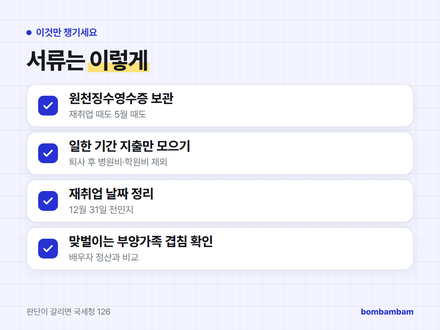 이것만 챙기세요
서류는 이렇게
원천징수영수증 보관
재취업 때도 5월 때도
일한 기간 지출만 모으기
퇴사 후 병원비·학원비 제외
재취업 날짜 정리
12월 31일 전인지
맞벌이는 부양가족 겹침 확인
배우자 정산과 비교
판단이 갈리면 국세청 126
bombambam